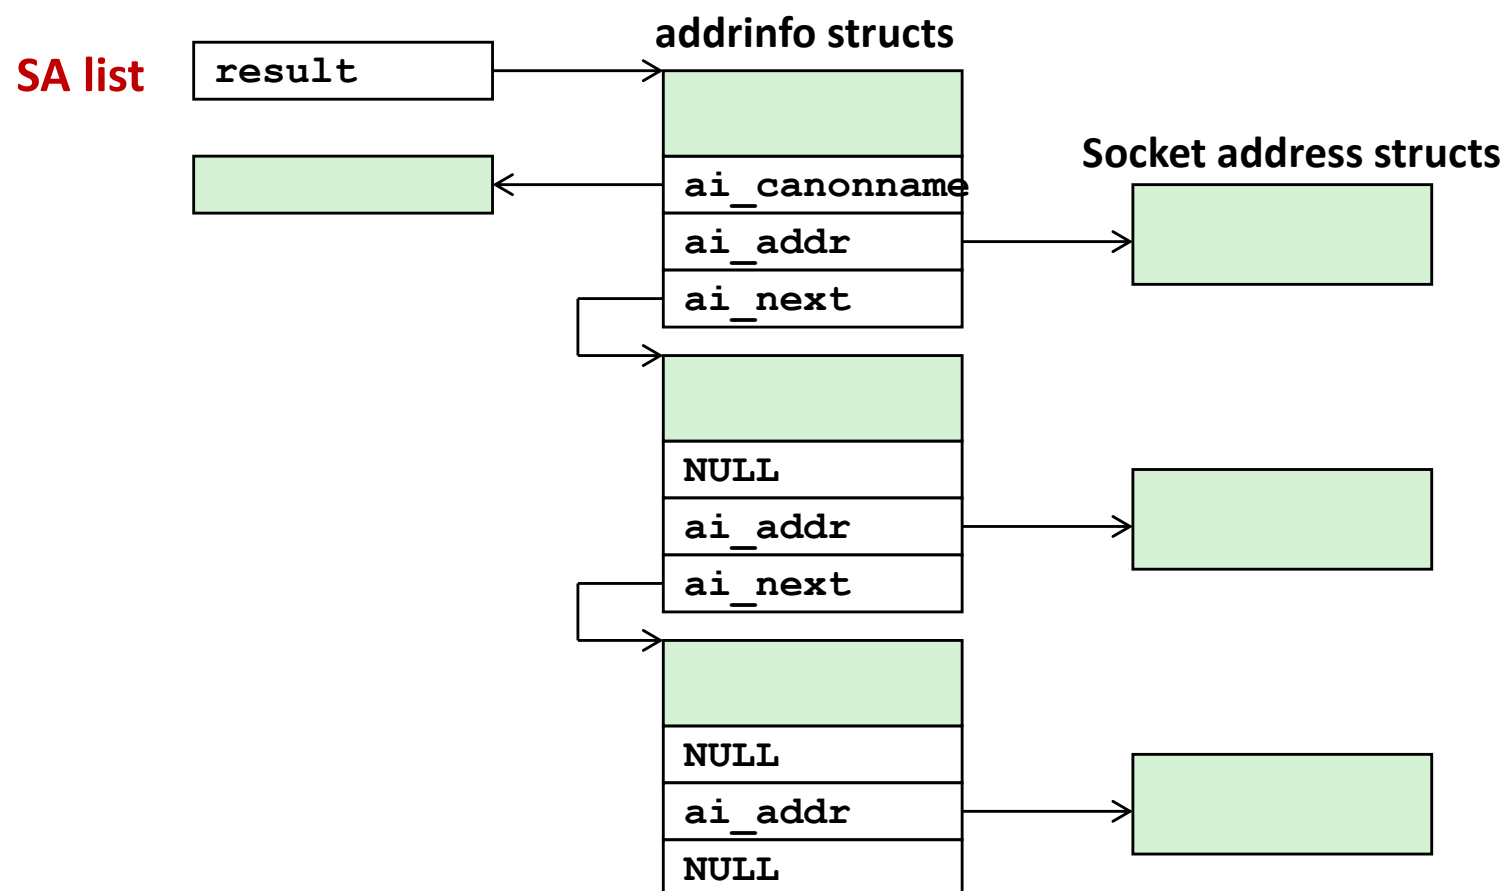 addrinfo structs
SA list
result
Socket address structs
ai_canonname
ai_addr
ai_next
NULL
ai_addr
ai_next
NULL
ai_addr
NULL